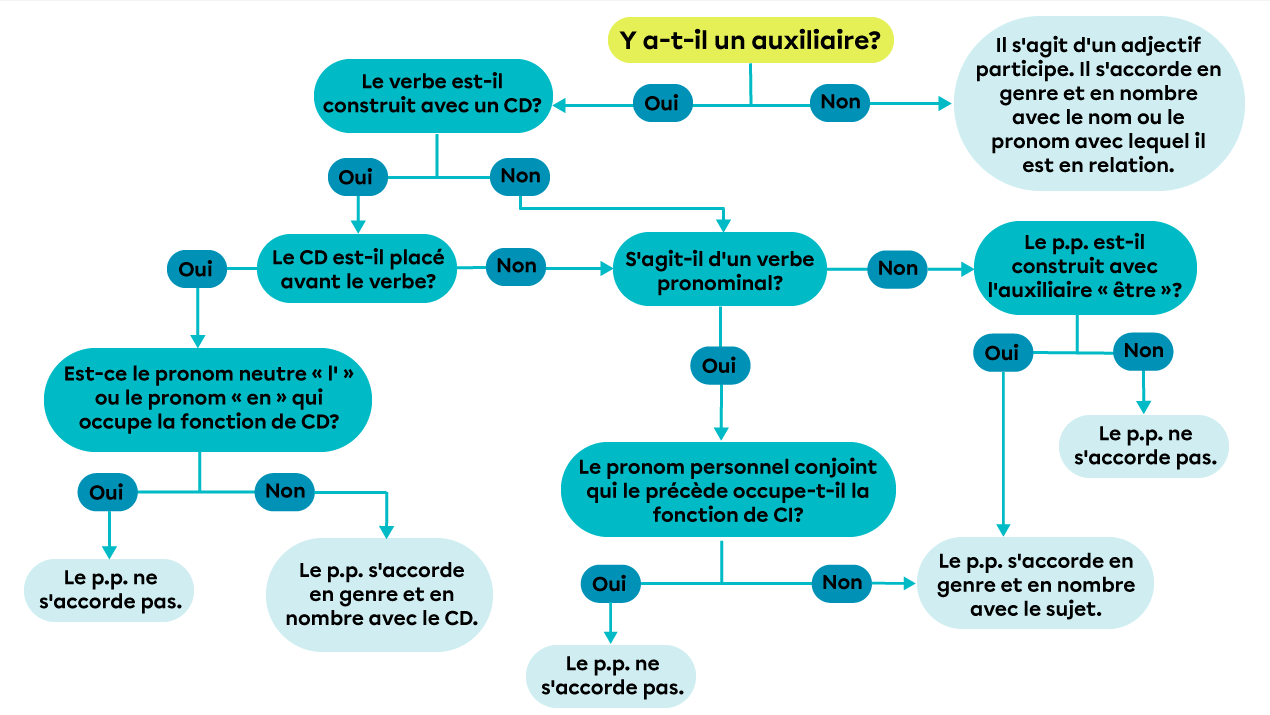 Y a-t-il un auxiliaire?
Oui
Non
Il s'agit d'un adjectif
participe. Il s'accorde en
genre et en nombre
avec le nom ou le
pronom avec lequel il
est en relation.
Le verbe est-il
construit avec un CD?
Oui
Non
Le CD est-il placé
avant le verbe?
Oui
Non
S'agit-il d'un verbe
pronominal?
Non
Le p.p. est-il
construit avec
l'auxiliaire « être »?
Oui
Non
Le p.p. ne
s'accorde pas.
Est-ce le pronom neutre « l' »
ou le pronom « en » qui
occupe la fonction de CD?
Oui
Non
Le p.p. ne
s'accorde pas.
Le p.p. s'accorde
en genre et en
nombre avec le CD.
Oui
Le pronom personnel conjoint
qui le précède occupe-t-il la
fonction de CI?
Oui
Non
Le p.p. ne
s'accorde pas.
Le p.p. s'accorde en
genre et en nombre
avec le sujet.